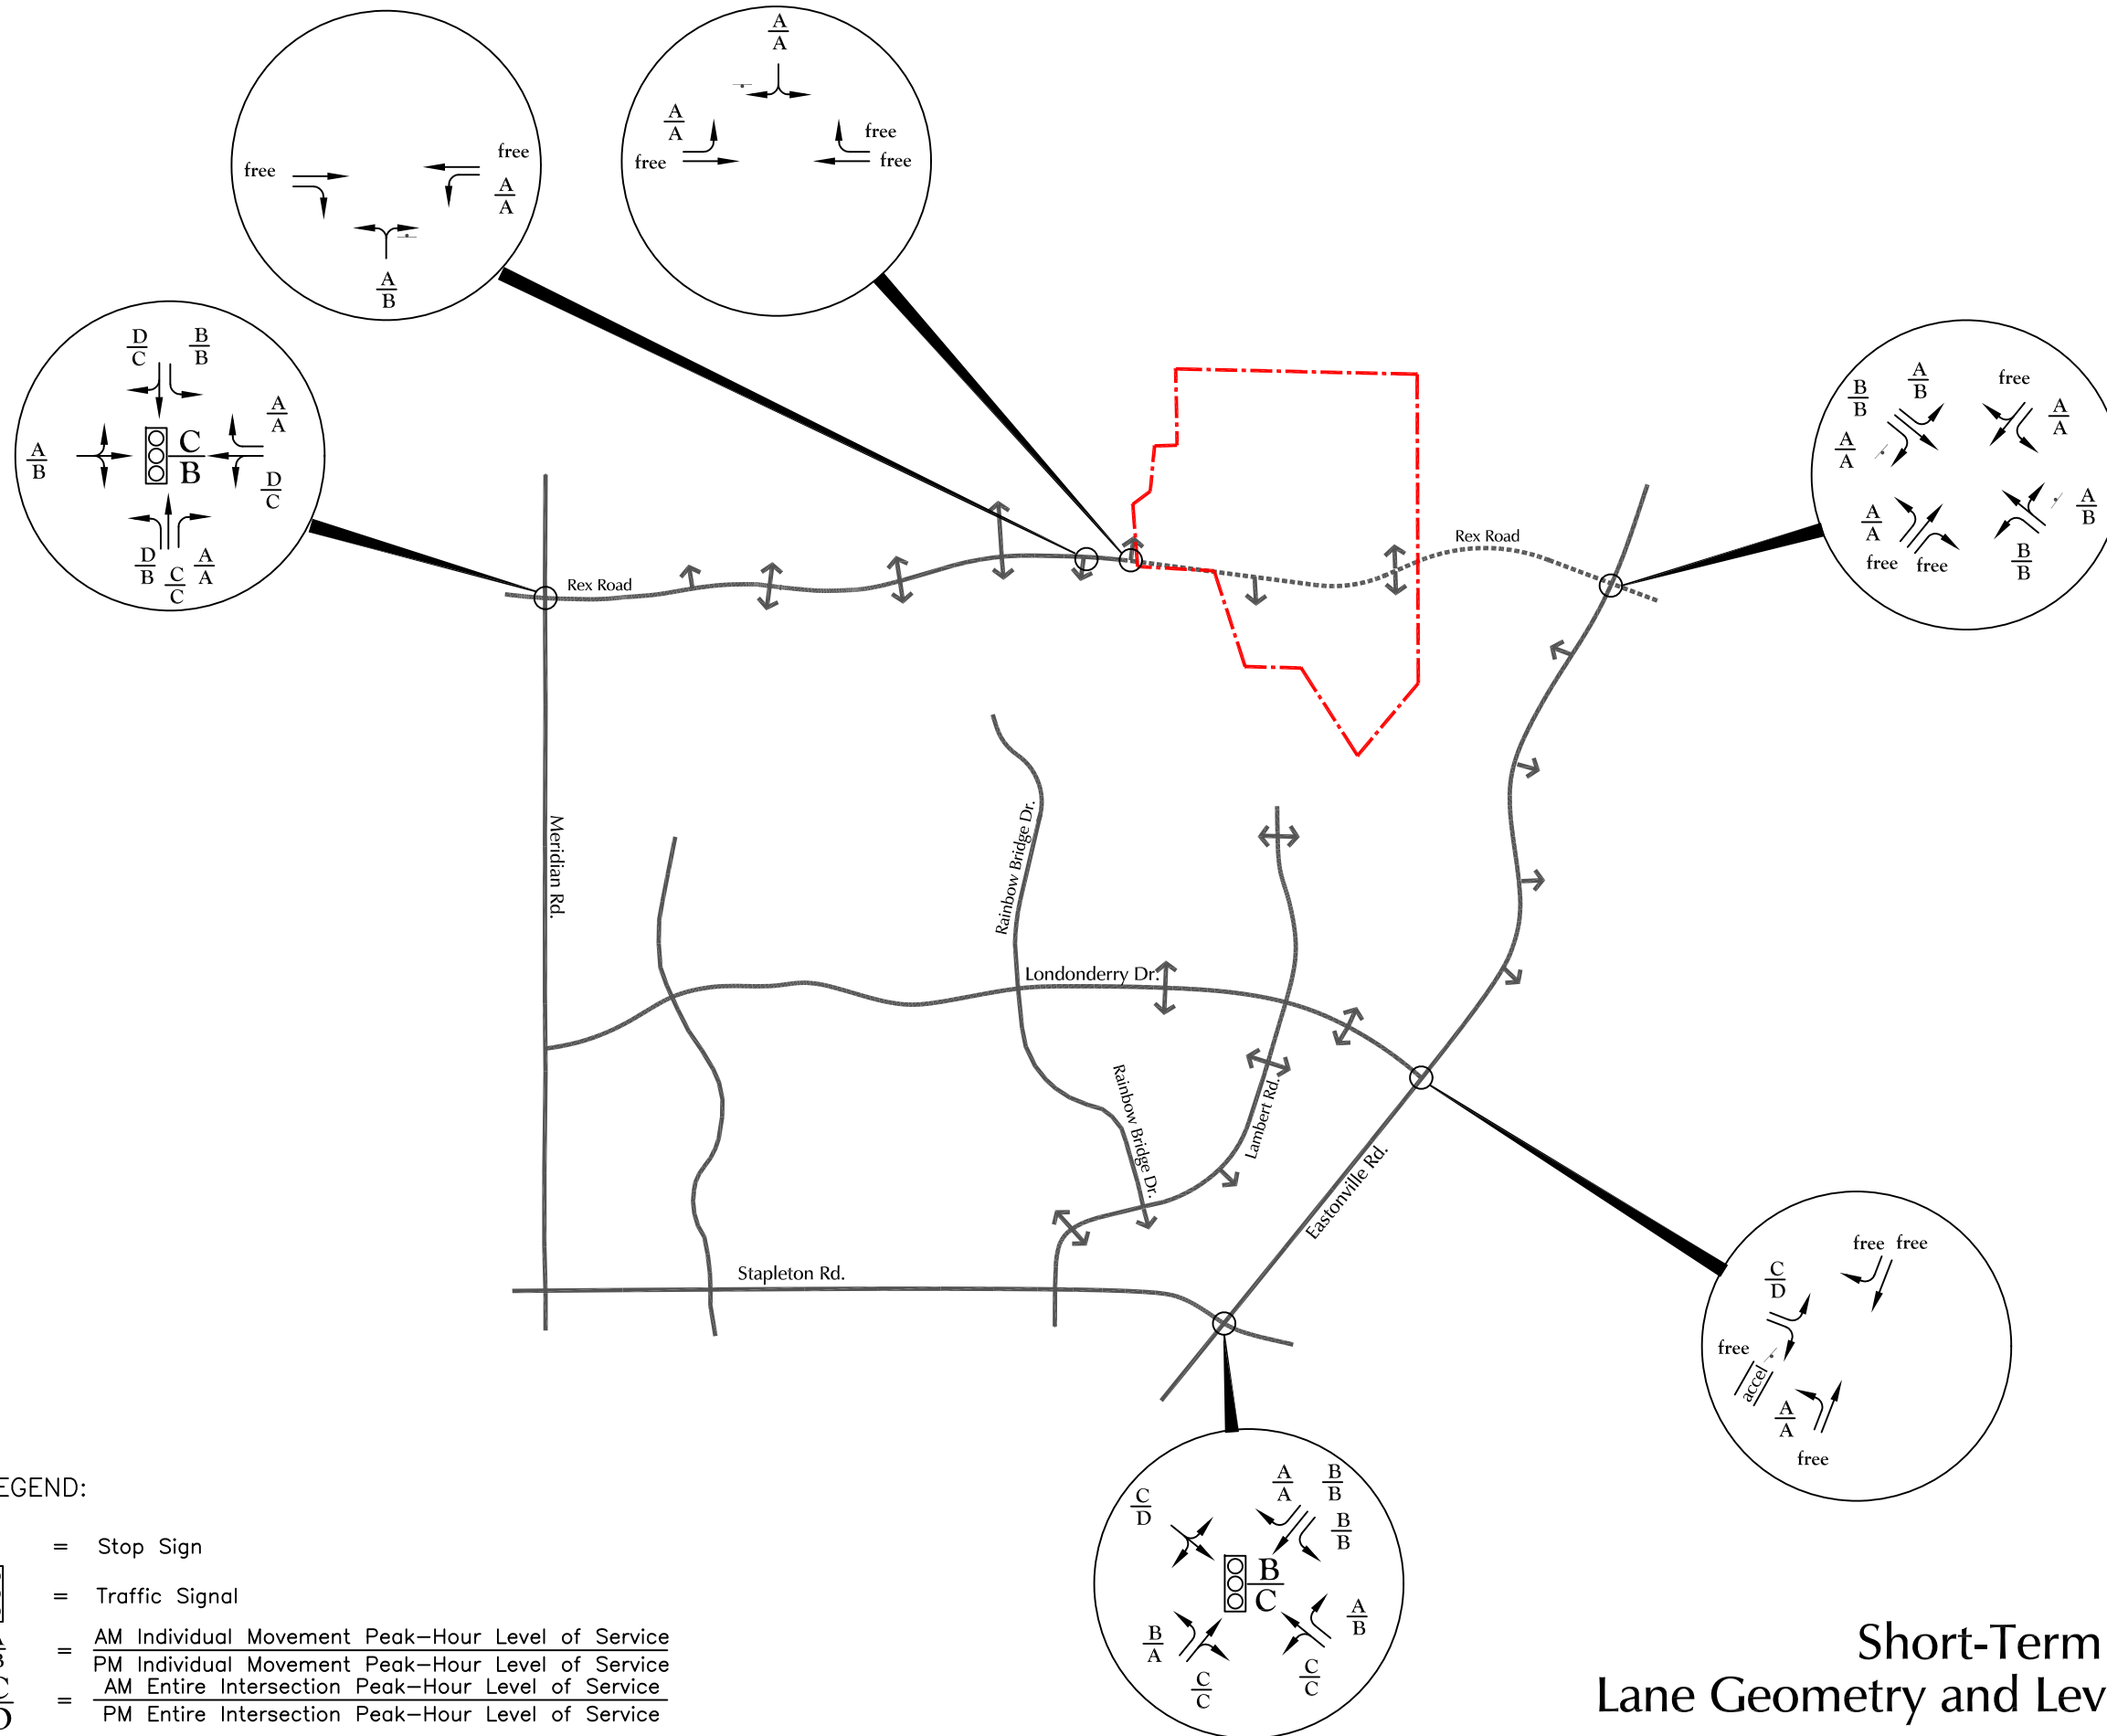 A
A
A
A
free
free
free
free
free
A
A
A
B
D
C
B
B
A
A
A
B
C
B
D
C
D
B
C
C
A
A
B
B
A
B
free
A
A
A
A
A
A
free
free
A
B
B
B
Rex Road
Rex Road
Meridian Rd.
Rainbow Bridge Dr.
Londonderry Dr.
Rainbow Bridge Dr.
Lambert Rd.
Eastonville Rd.
Stapleton Rd.
free free
C
D
free
accel
A
A
free
C
D
A
A
B
B
B
B
B
C
B
A
C
C
A
B
C
C
EGEND:
= Stop Sign
= Traffic Signal
= AM Individual Movement Peak-Hour Level of Service
PM Individual Movement Peak-Hour Level of Service
= AM Entire Intersection Peak-Hour Level of Service
PM Entire Intersection Peak-Hour Level of Service
Short-Term
Lane Geometry and Lev